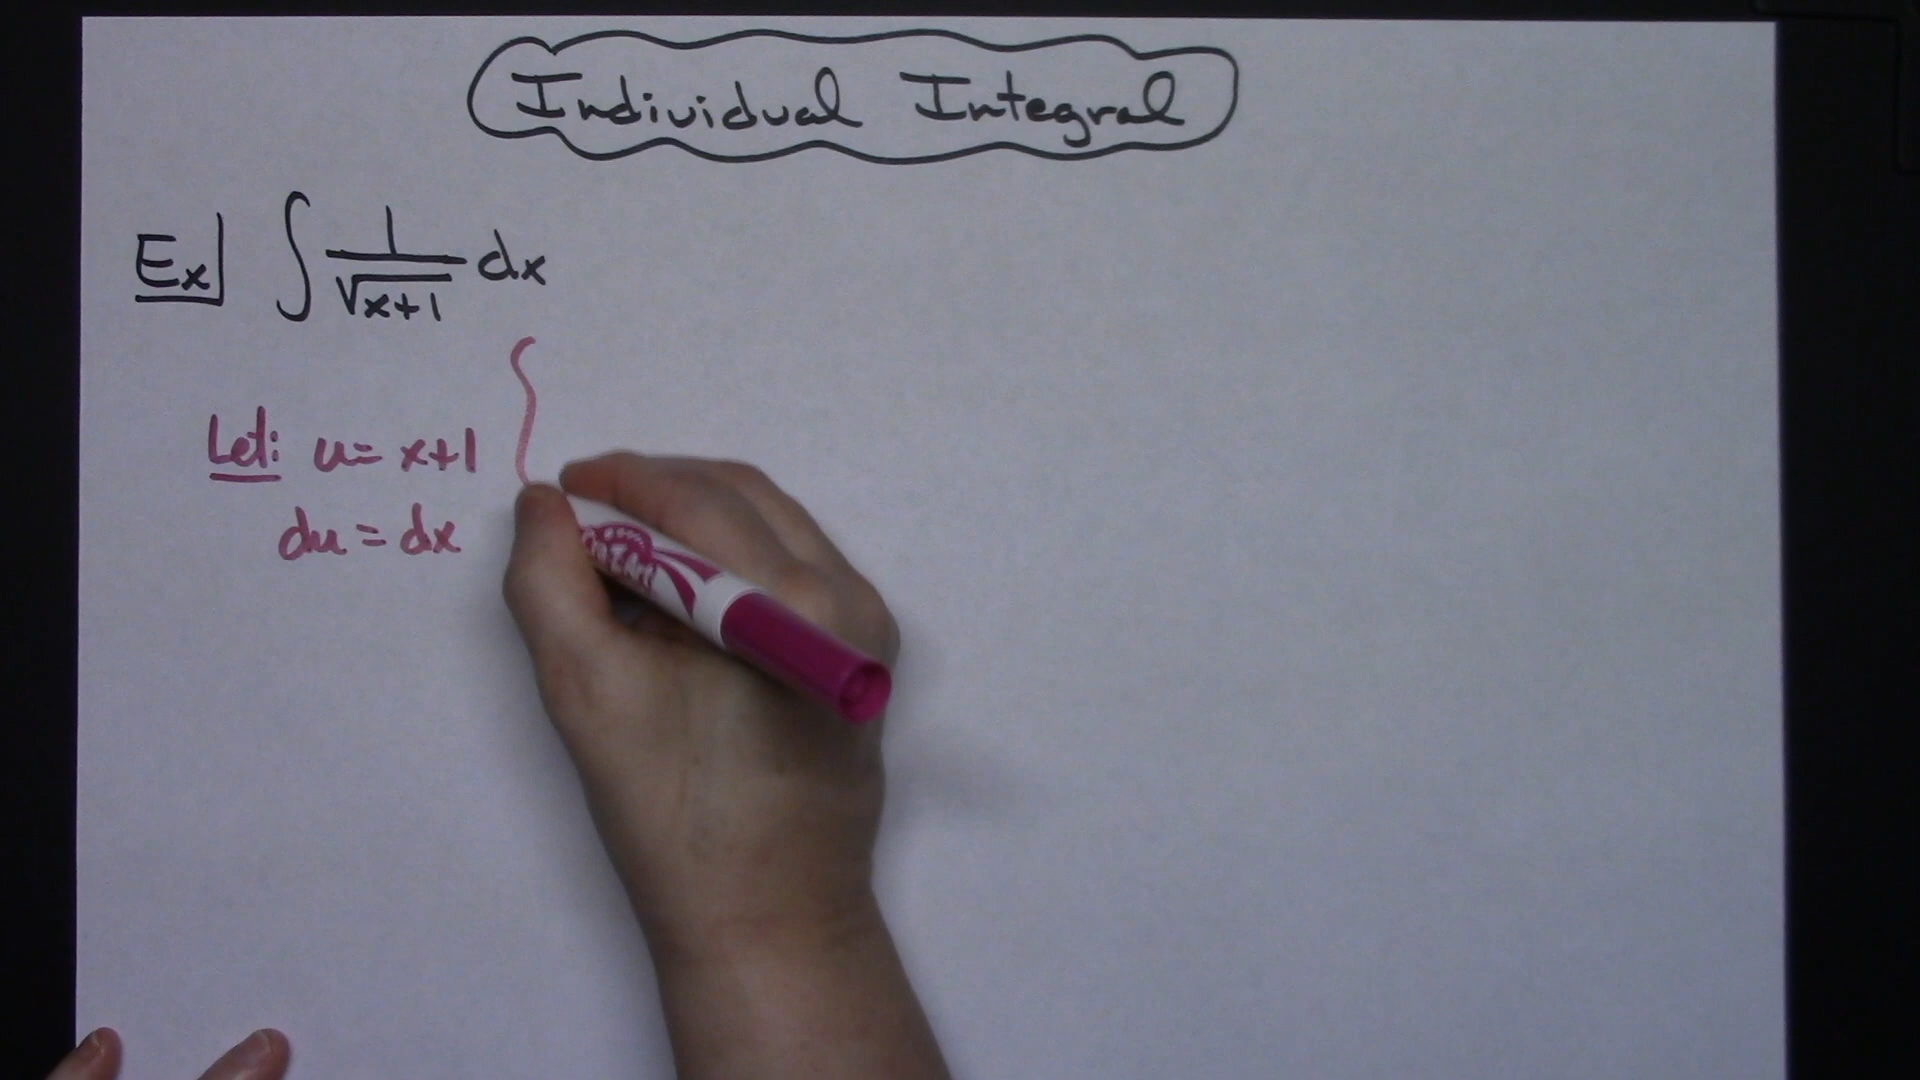 Individual Integral
Ex ∫ 1/√x+1 dx
Let: u = x+1
du = dx